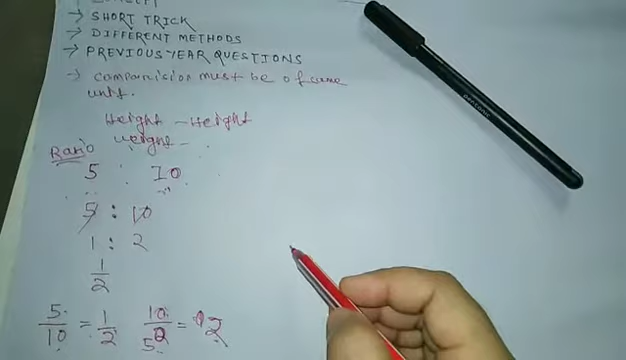 → SHORT TRICK
→ DIFFERENT METHODS
→ PREVIOUS YEAR QUESTIONS
→ comparision must be of same
unit.
Height - Height
weight -
Ratio
5 : 10
5 : 10
1 : 2
1/2
5/10 = 1/2 10/5 = 2